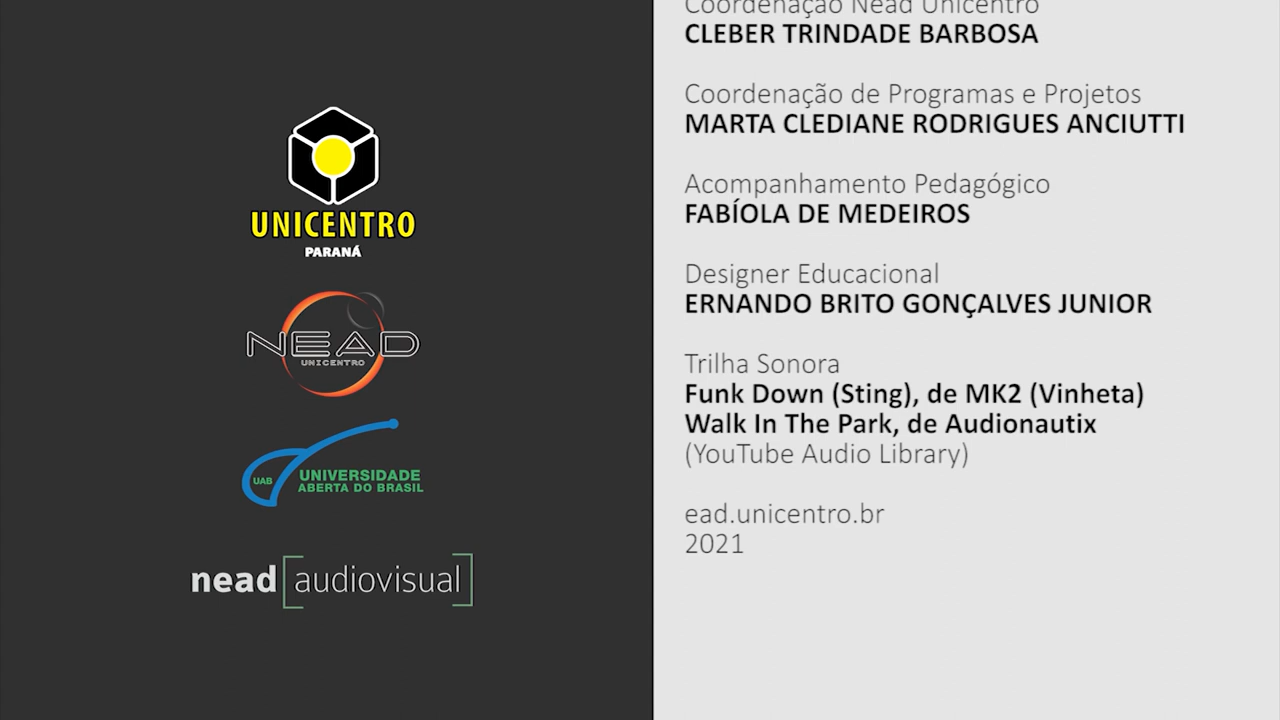 UNICENTRO
PARANÁ
NEAD
UNICENTRO
UAB
UNIVERSIDADE
ABERTA DO BRASIL
nead[audiovisual]
Coordenação Nead Unicentro
CLEBER TRINDADE BARBOSA
Coordenação de Programas e Projetos
MARTA CLEDIANE RODRIGUES ANCIUTTI
Acompanhamento Pedagógico
FABÍOLA DE MEDEIROS
Designer Educacional
ERNANDO BRITO GONÇALVES JUNIOR
Trilha Sonora
Funk Down (Sting), de MK2 (Vinheta)
Walk In The Park, de Audionautix
(YouTube Audio Library)
ead.unicentro.br
2021